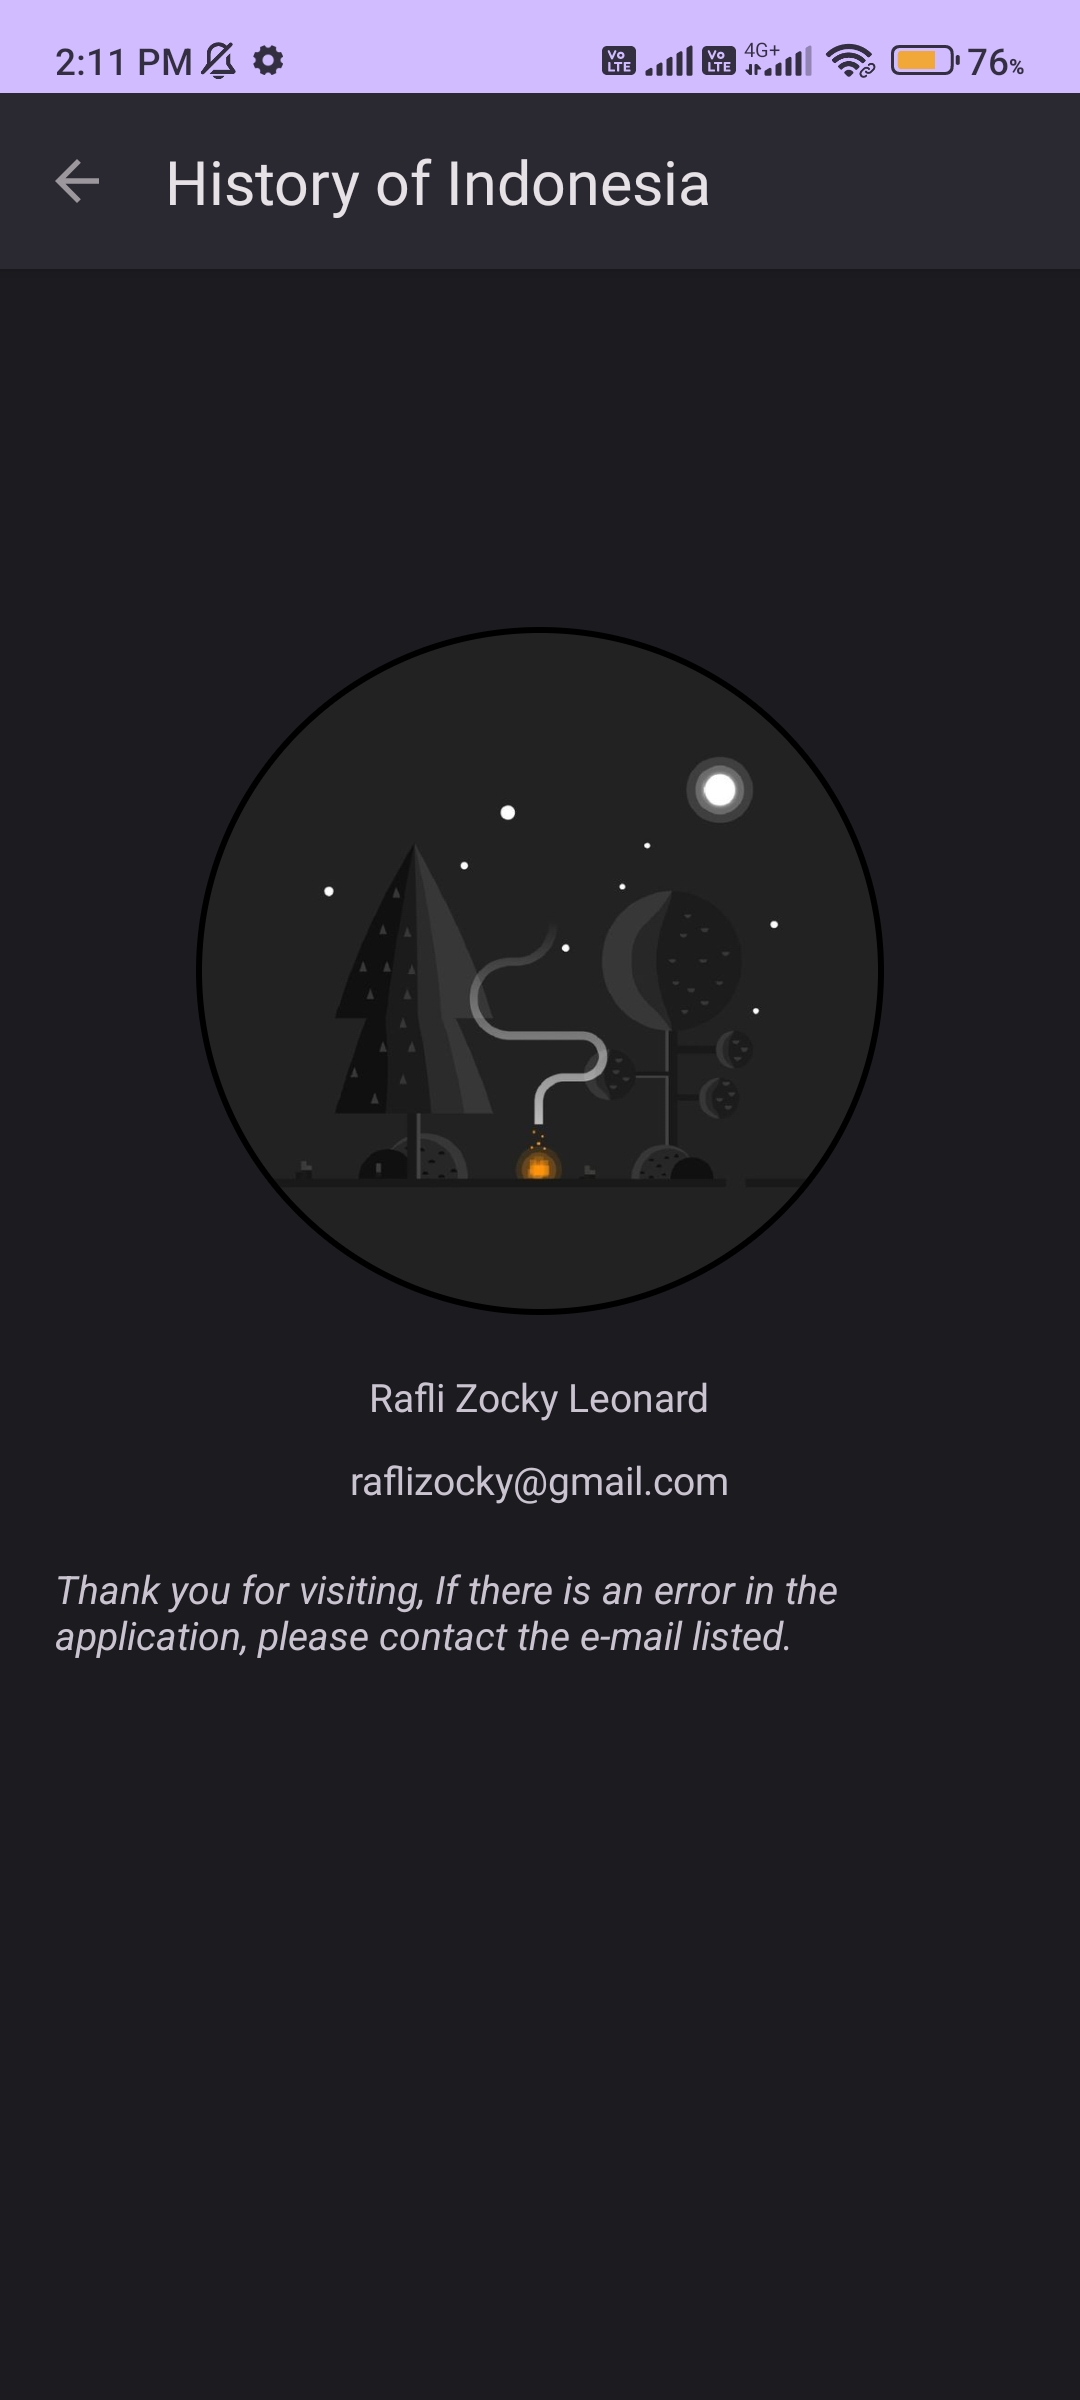 2:11 PM Vo LTE Vo LTE 4G+ 76%
History of Indonesia
Rafli Zocky Leonard
raflizocky@gmail.com
Thank you for visiting, If there is an error in the
application, please contact the e-mail listed.